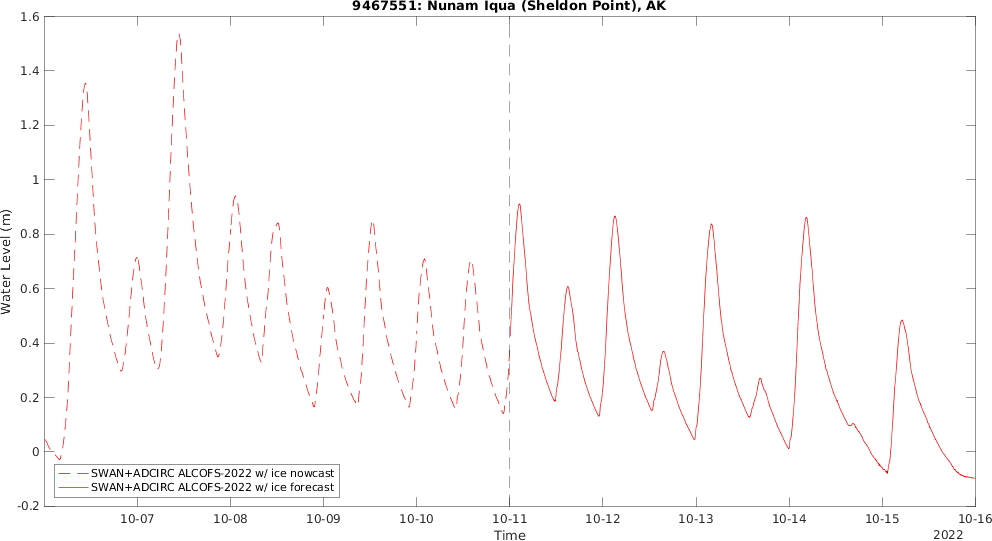 9467551: Nunam Iqua (Sheldon Point), AK
1.6
1.4
1.2
1
0.8
0.6
0.4
0.2
0
-0.2
Water Level (m)
SWAN+ADCIRC ALCOFS-2022 w/ ice nowcast
SWAN+ADCIRC ALCOFS-2022 w/ ice forecast
10-07 10-08 10-09 10-10 10-11 10-12 10-13 10-14 10-15 10-16
Time
2022